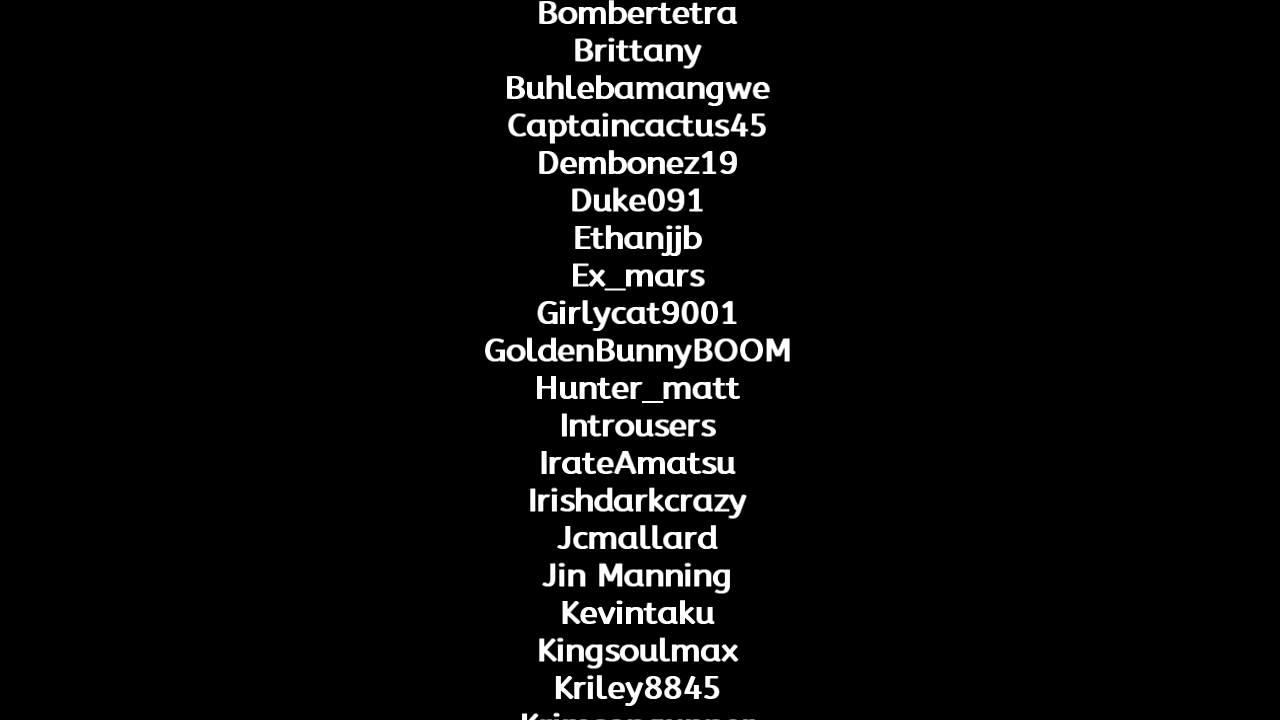 Bombertetra
Brittany
Buhlebamangwe
Captaincactus45
Dembonez19
Duke091
Ethanjjb
Ex_mars
Girlycat9001
GoldenBunnyBOOM
Hunter_matt
Introusers
IrateAmatsu
Irishdarkcrazy
Jcmallard
Jin Manning
Kevintaku
Kingsoulmax
Kriley8845